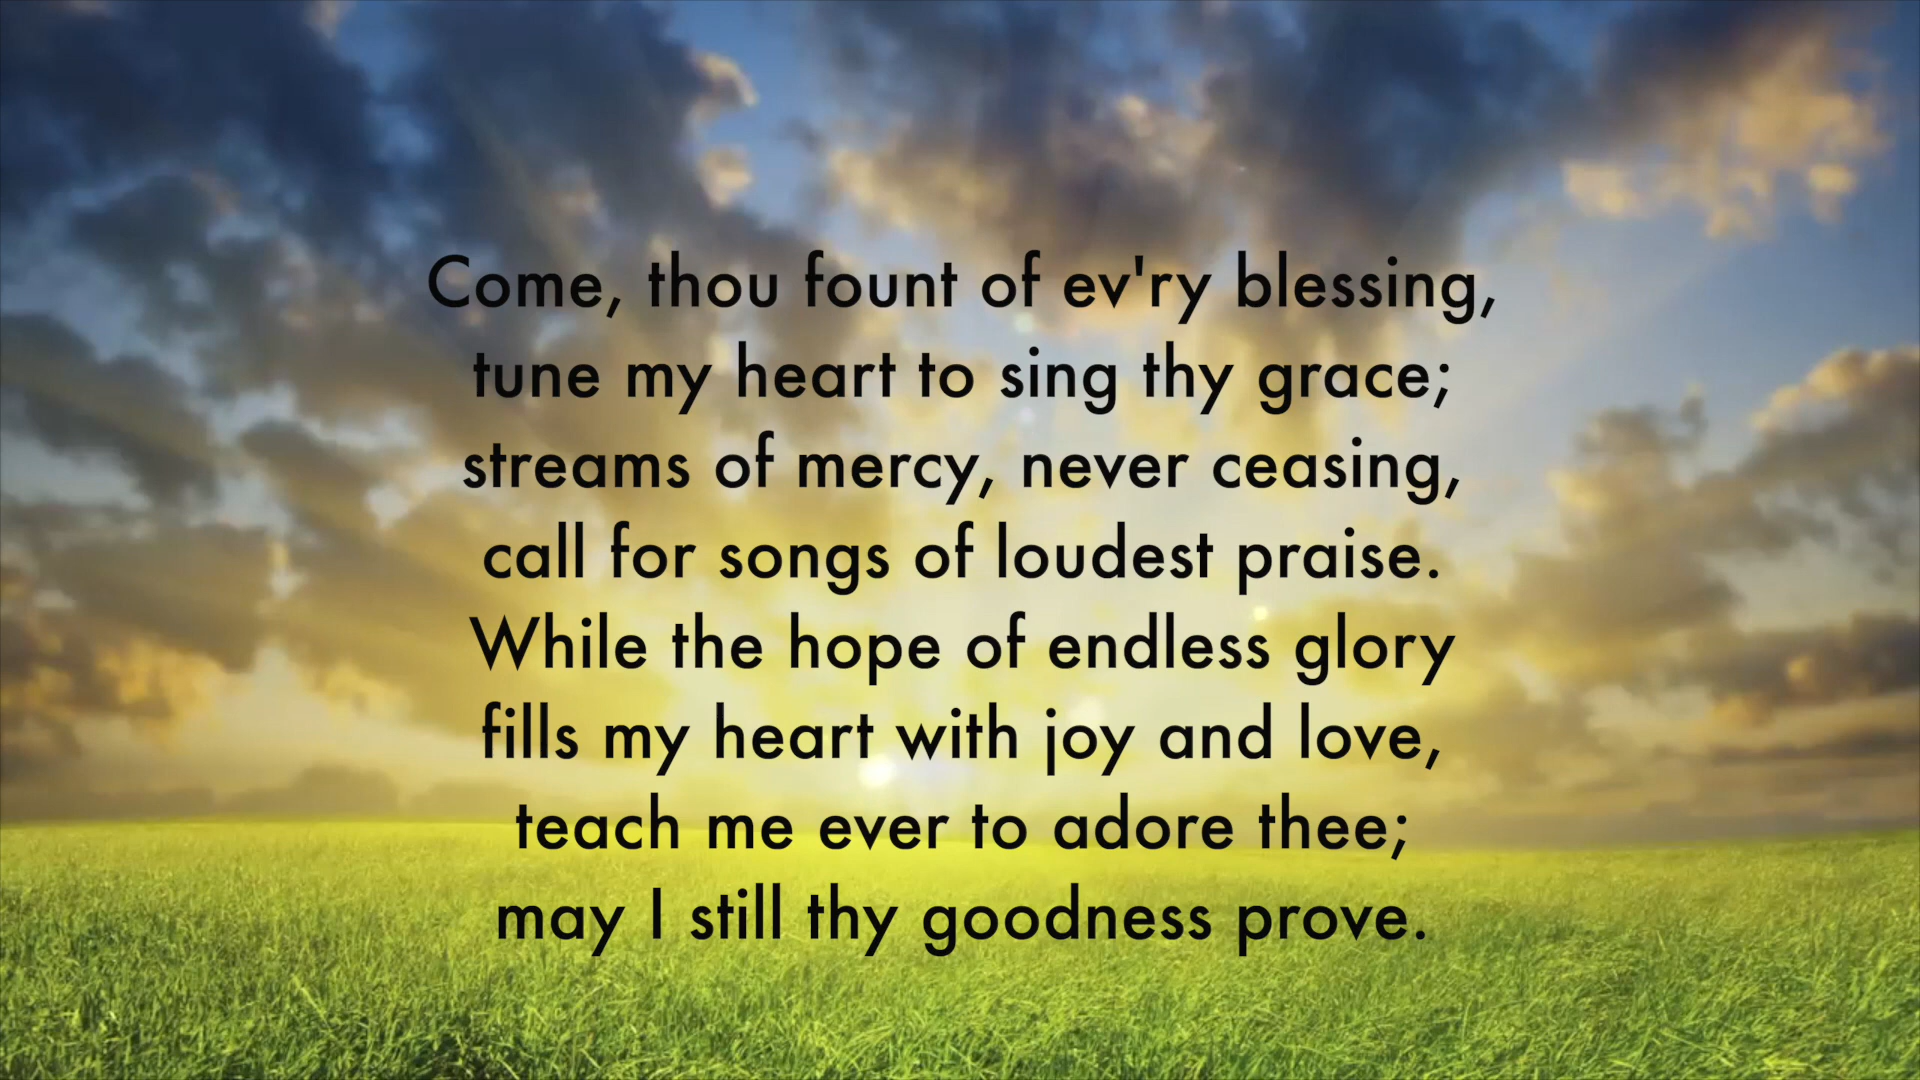 Come, thou fount of ev'ry blessing,
tune my heart to sing thy grace;
streams of mercy, never ceasing,
call for songs of loudest praise.
While the hope of endless glory
fills my heart with joy and love,
teach me ever to adore thee;
may I still thy goodness prove.